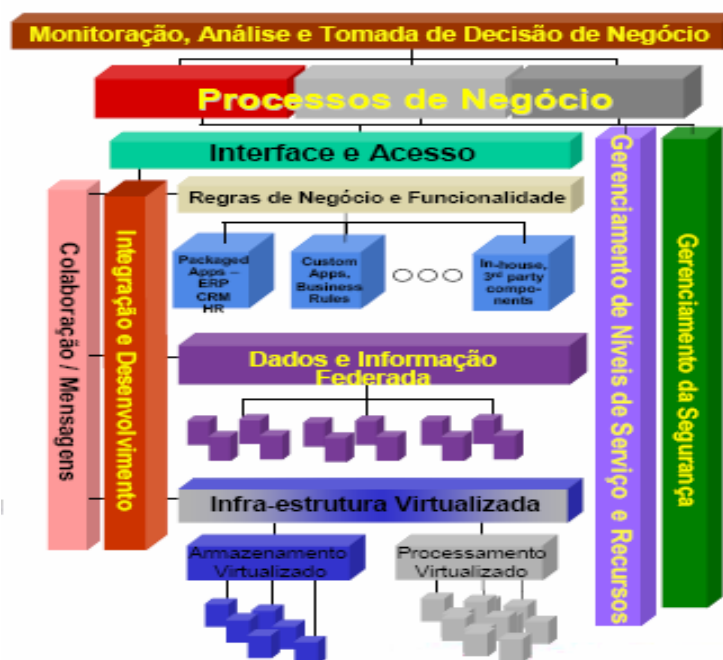 Monitoração, Análise e Tomada de Decisão de Negócio
Processos de Negócio
Interface e Acesso
Regras de Negócio e Funcionalidade
Packaged
Apps –
ERP
CRM
HR
Custom
Apps,
Business
Rules
In-house,
3rd party
compo-
nents
Dados e Informação
Federada
Infra-estrutura Virtualizada
Armazenamento
Virtualizado
Processamento
Virtualizado
Colaboração / Mensagens
Integração e Desenvolvimento
Gerenciamento de Níveis de Serviço e Recursos
Gerenciamento da Segurança